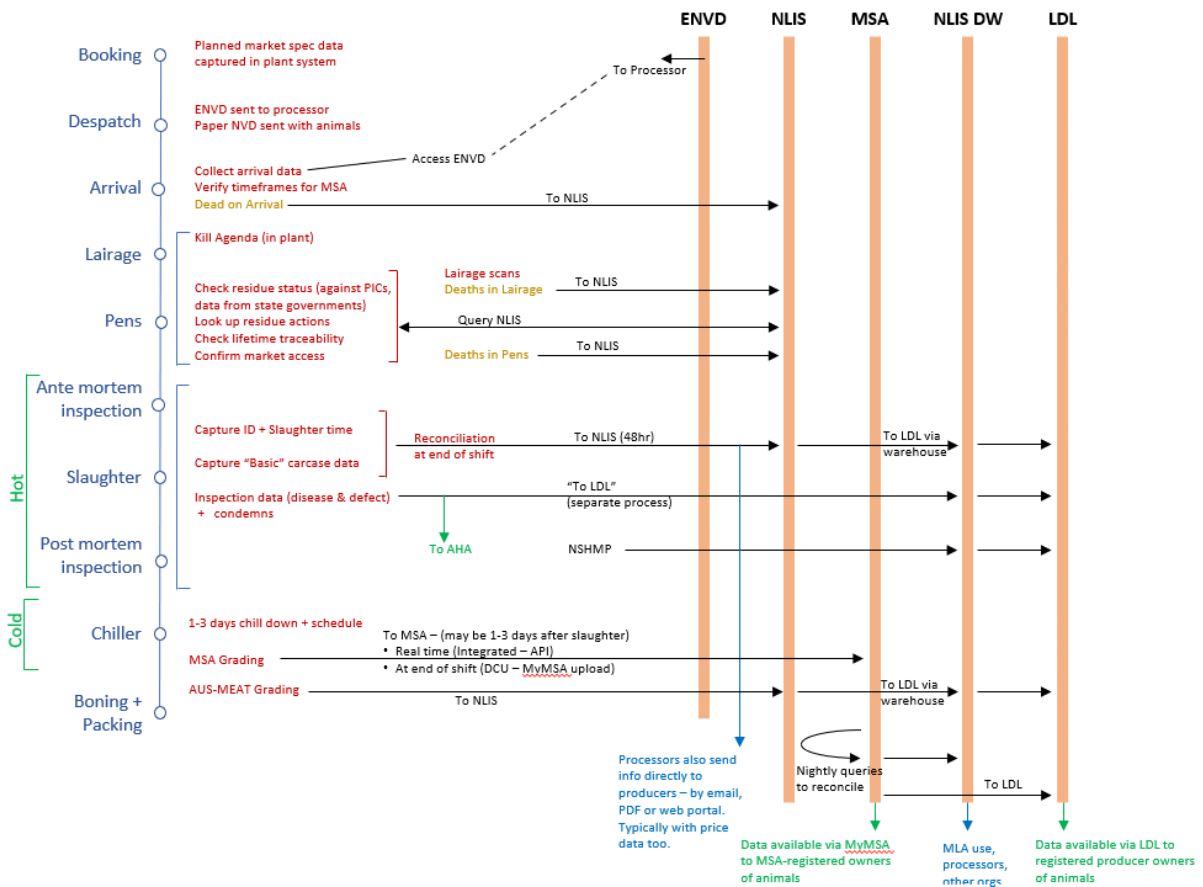 ENVD NLIS MSA NLIS DW LDL
Booking
Planned market spec data
captured in plant system
To Processor
Despatch
ENVD sent to processor
Paper NVD sent with animals
Access ENVD
Arrival
Collect arrival data
Verify timeframes for MSA
Dead on Arrival
To NLIS
Lairage
Kill Agenda (in plant)
Pens
Check residue status (against PICs,
data from state governments)
Look up residue actions
Check lifetime traceability
Confirm market access
Lairage scans
Deaths in Lairage
To NLIS
Query NLIS
Deaths in Pens
To NLIS
Hot
Ante mortem
inspection
Capture ID + Slaughter time
Capture “Basic” carcase data
Reconciliation
at end of shift
To NLIS (48hr)
To LDL via
warehouse
Slaughter
Inspection data (disease & defect)
+ condemns
“To LDL”
(separate process)
To AHA
NSHMP
Post mortem
inspection
Cold
Chiller
1-3 days chill down + schedule
MSA Grading
To MSA – (may be 1-3 days after slaughter)
• Real time (Integrated – API)
• At end of shift (DCU – MyMSA upload)
Boning +
Packing
AUS-MEAT Grading
To NLIS
To LDL via
warehouse
Nightly queries
to reconcile
To LDL
Processors also send
info directly to
producers – by email,
PDF or web portal.
Typically with price
data too.
Data available via MyMSA
to MSA-registered owners
of animals
MLA use,
processors,
other orgs
Data available via LDL to
registered producer owners
of animals